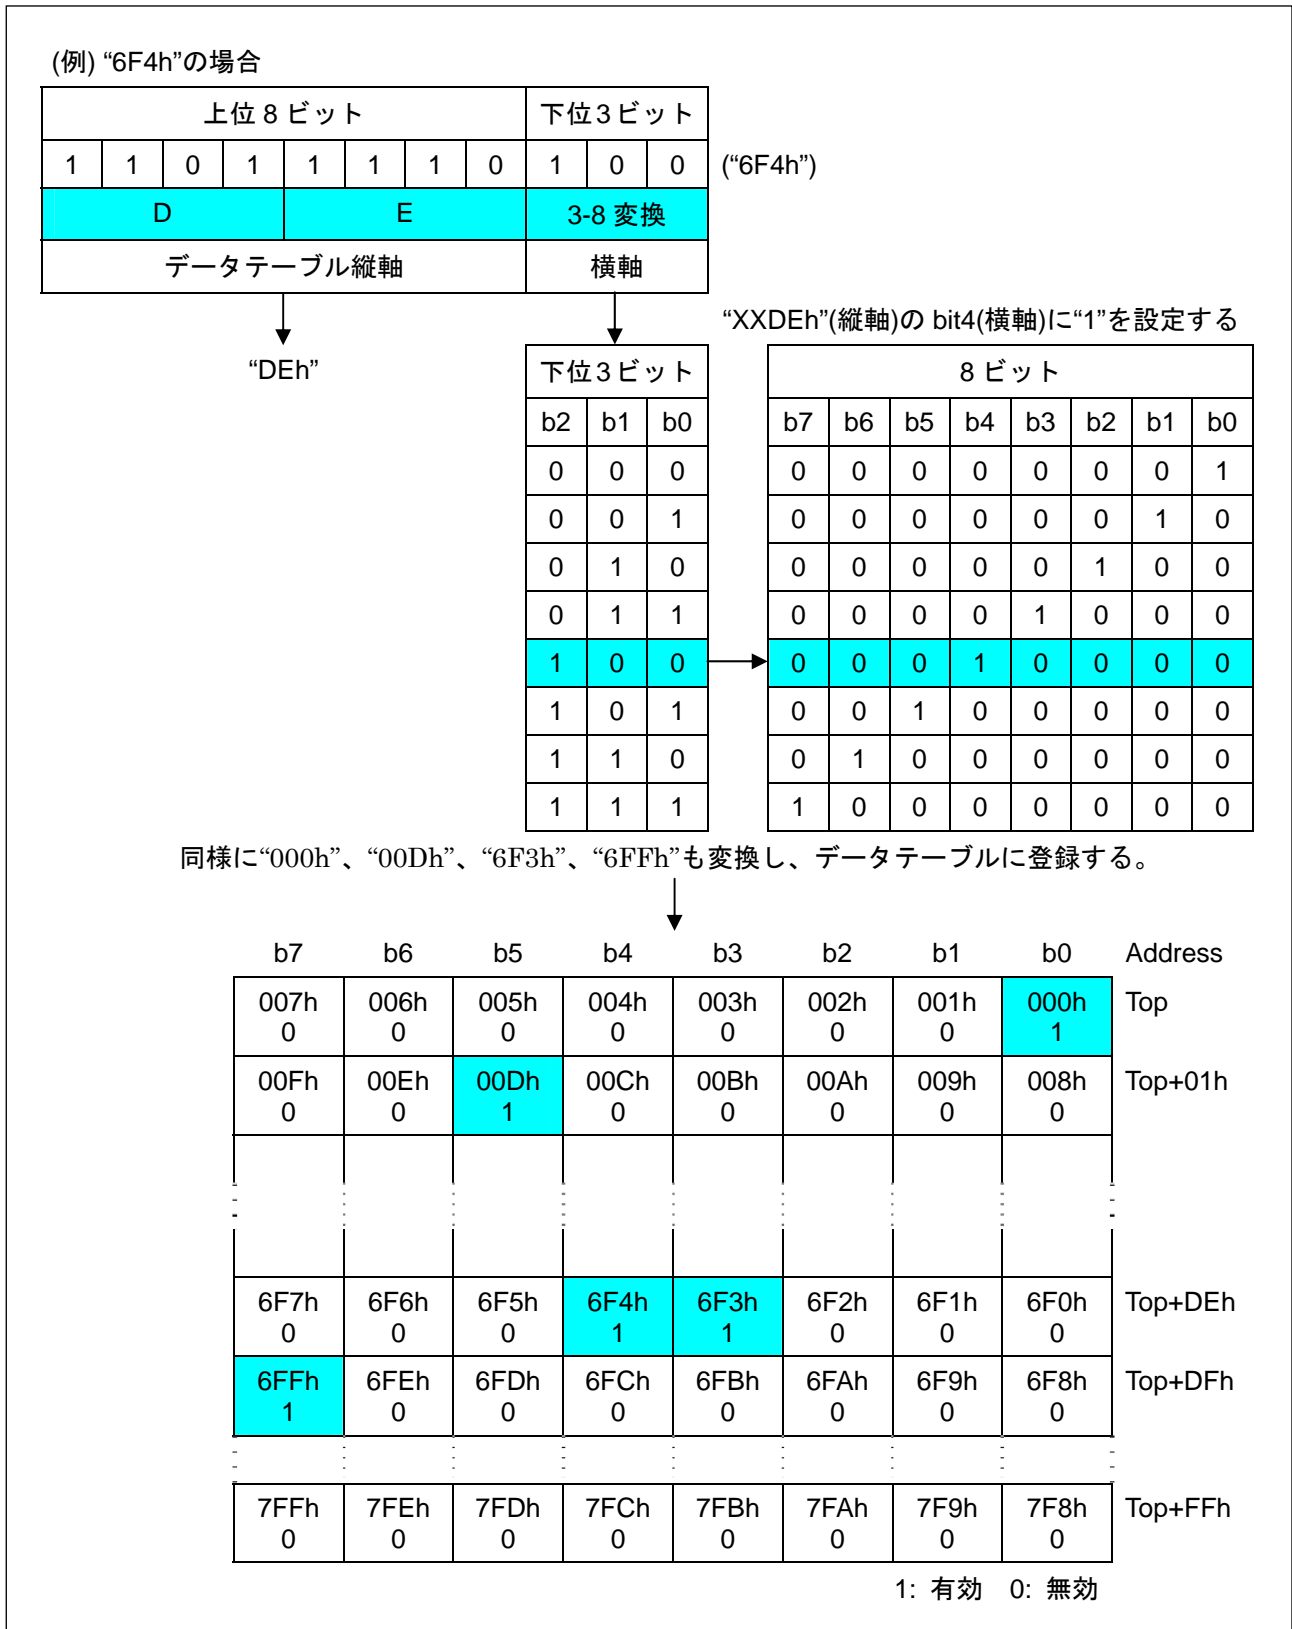 (例) “6F4h”の場合
上位 8 ビット 下位 3 ビット
1 1 0 1 1 1 1 0 1 0 0 (“6F4h”)
D E 3-8 変換
データテーブル縦軸 横軸
“XXDEh”(縦軸)の bit4(横軸)に“1”を設定する
“DEh” 下位 3 ビット 8 ビット
b2 b1 b0 b7 b6 b5 b4 b3 b2 b1 b0
0 0 0 0 0 0 0 0 0 0 1
0 0 1 0 0 0 0 0 0 1 0
0 1 0 0 0 0 0 0 1 0 0
0 1 1 0 0 0 0 1 0 0 0
1 0 0 0 0 0 1 0 0 0 0
1 0 1 0 0 1 0 0 0 0 0
1 1 0 0 1 0 0 0 0 0 0
1 1 1 1 0 0 0 0 0 0 0
同様に“000h”、“00Dh”、“6F3h”、“6FFh”も変換し、データテーブルに登録する。
b7 b6 b5 b4 b3 b2 b1 b0 Address
007h 006h 005h 004h 003h 002h 001h 000h Top
0 0 0 0 0 0 0 1
00Fh 00Eh 00Dh 00Ch 00Bh 00Ah 009h 008h Top+01h
0 0 1 0 0 0 0 0
6F7h 6F6h 6F5h 6F4h 6F3h 6F2h 6F1h 6F0h Top+DEh
0 0 0 1 1 0 0 0
6FFh 6FEh 6FDh 6FCh 6FBh 6FAh 6F9h 6F8h Top+DFh
1 0 0 0 0 0 0 0
7FFh 7FEh 7FDh 7FCh 7FBh 7FAh 7F9h 7F8h Top+FFh
0 0 0 0 0 0 0 0
1: 有効 0: 無効